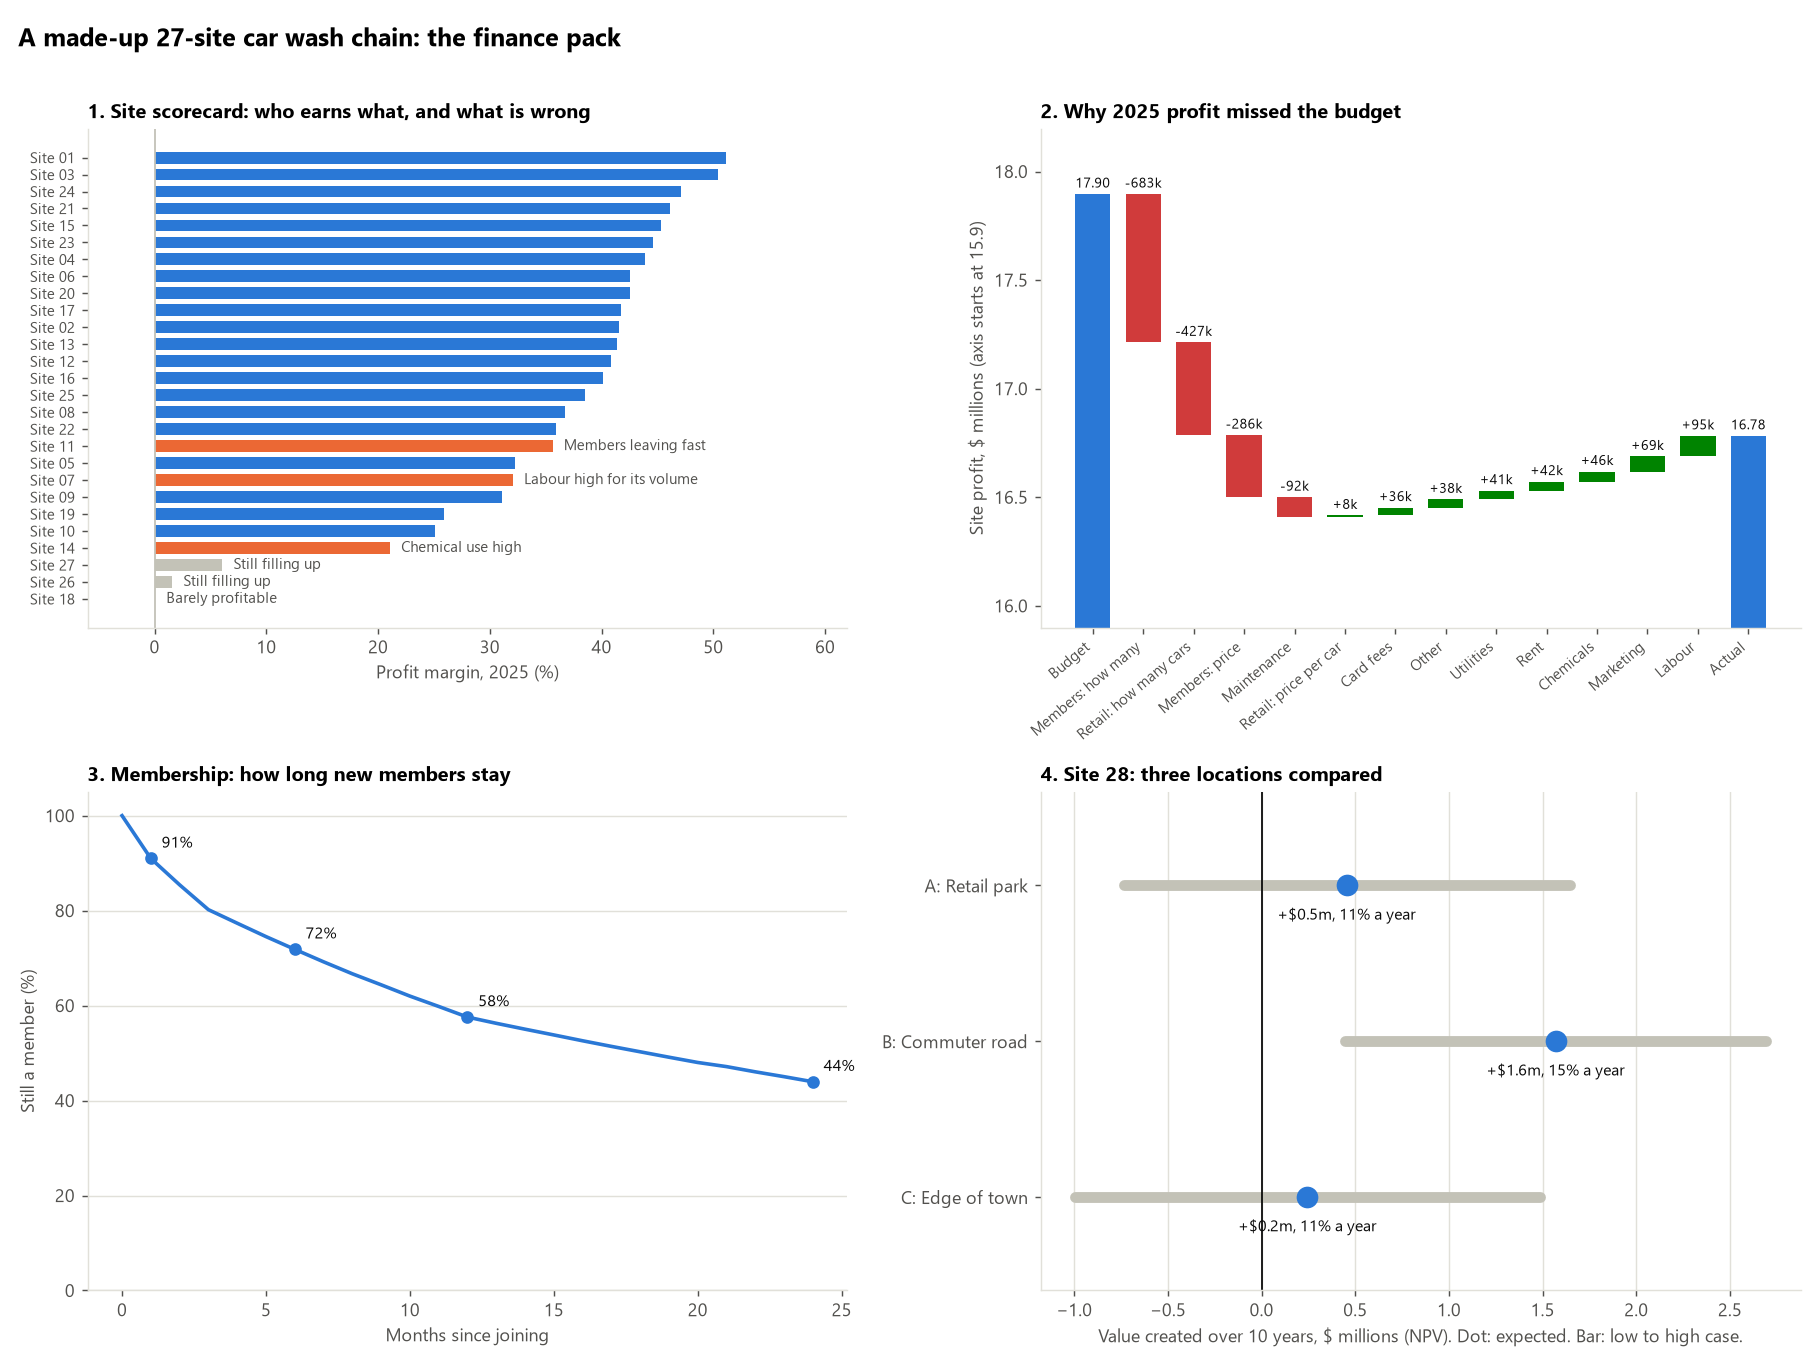 A made-up 27-site car wash chain: the finance pack
1. Site scorecard: who earns what, and what is wrong
Site 01
Site 03
Site 24
Site 21
Site 15
Site 23
Site 04
Site 06
Site 20
Site 17
Site 02
Site 13
Site 12
Site 16
Site 25
Site 08
Site 22
Site 11
Members leaving fast
Site 05
Site 07
Labour high for its volume
Site 09
Site 19
Site 10
Site 14
Chemical use high
Site 27
Still filling up
Site 26
Still filling up
Site 18
Barely profitable
0
10
20
30
40
50
60
Profit margin, 2025 (%)
2. Why 2025 profit missed the budget
Site profit, $ millions (axis starts at 15.9)
18.0
17.5
17.0
16.5
16.0
17.90
-683k
-427k
-286k
-92k
+8k
+36k
+38k
+41k
+42k
+46k
+69k
+95k
16.78
Budget
Members: how many
Retail: how many cars
Members: price
Maintenance
Retail: price per car
Card fees
Other
Utilities
Rent
Chemicals
Marketing
Labour
Actual
3. Membership: how long new members stay
Still a member (%)
100
80
60
40
20
0
91%
72%
58%
44%
0
5
10
15
20
25
Months since joining
4. Site 28: three locations compared
A: Retail park
+$0.5m, 11% a year
B: Commuter road
+$1.6m, 15% a year
C: Edge of town
+$0.2m, 11% a year
−1.0
−0.5
0.0
0.5
1.0
1.5
2.0
2.5
Value created over 10 years, $ millions (NPV). Dot: expected. Bar: low to high case.